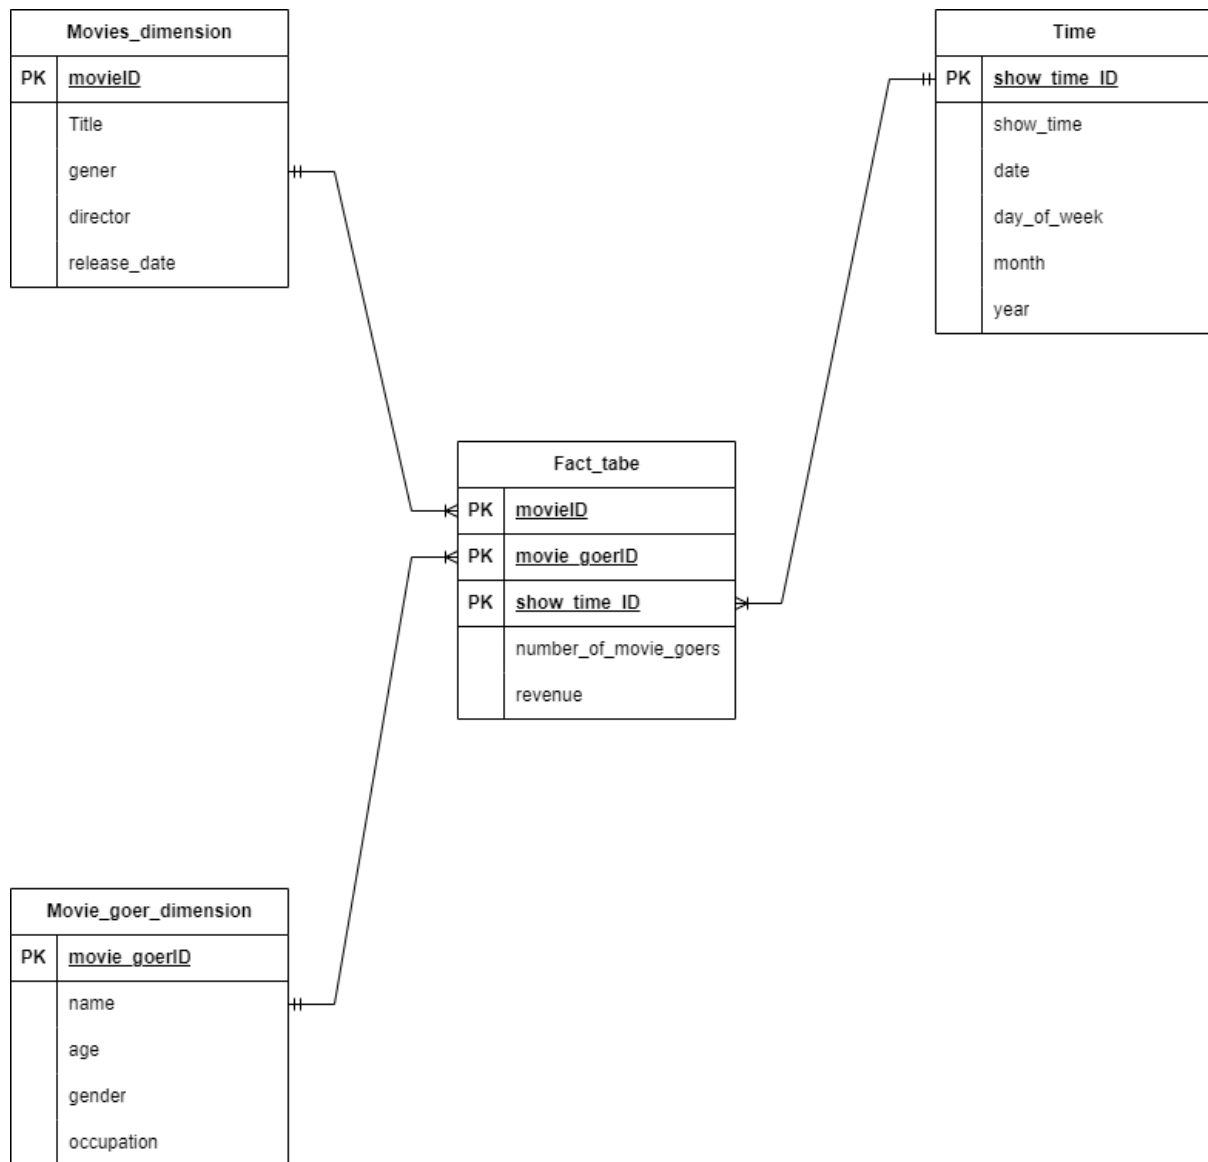 Movies_dimension
PK movieID
Title
gener
director
release_date
Time
PK show_time_ID
show_time
date
day_of_week
month
year
Fact_tabe
PK movieID
PK movie_goerID
PK show_time_ID
number_of_movie_goers
revenue
Movie_goer_dimension
PK movie_goerID
name
age
gender
occupation